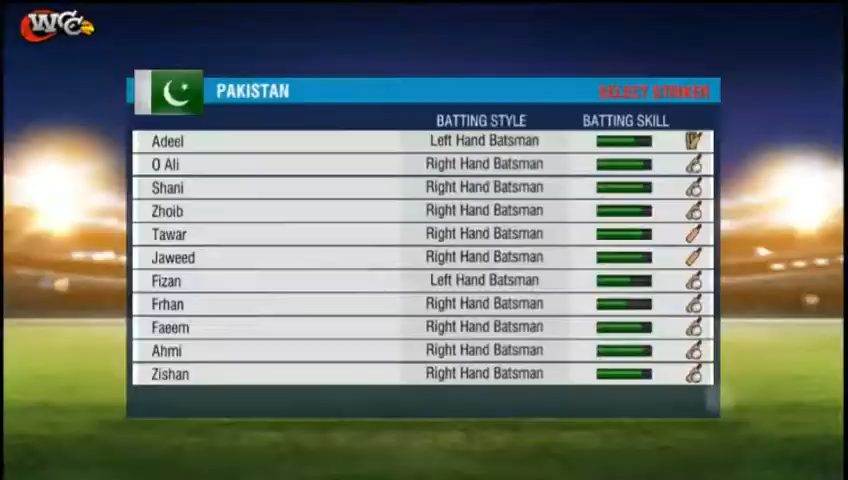 WCC
PAKISTAN SELECT STRIKER
BATTING STYLE BATTING SKILL
Adeel Left Hand Batsman
O Ali Right Hand Batsman
Shani Right Hand Batsman
Zhoib Right Hand Batsman
Tawar Right Hand Batsman
Jaweed Right Hand Batsman
Fizan Left Hand Batsman
Frhan Right Hand Batsman
Faeem Right Hand Batsman
Ahmi Right Hand Batsman
Zishan Right Hand Batsman